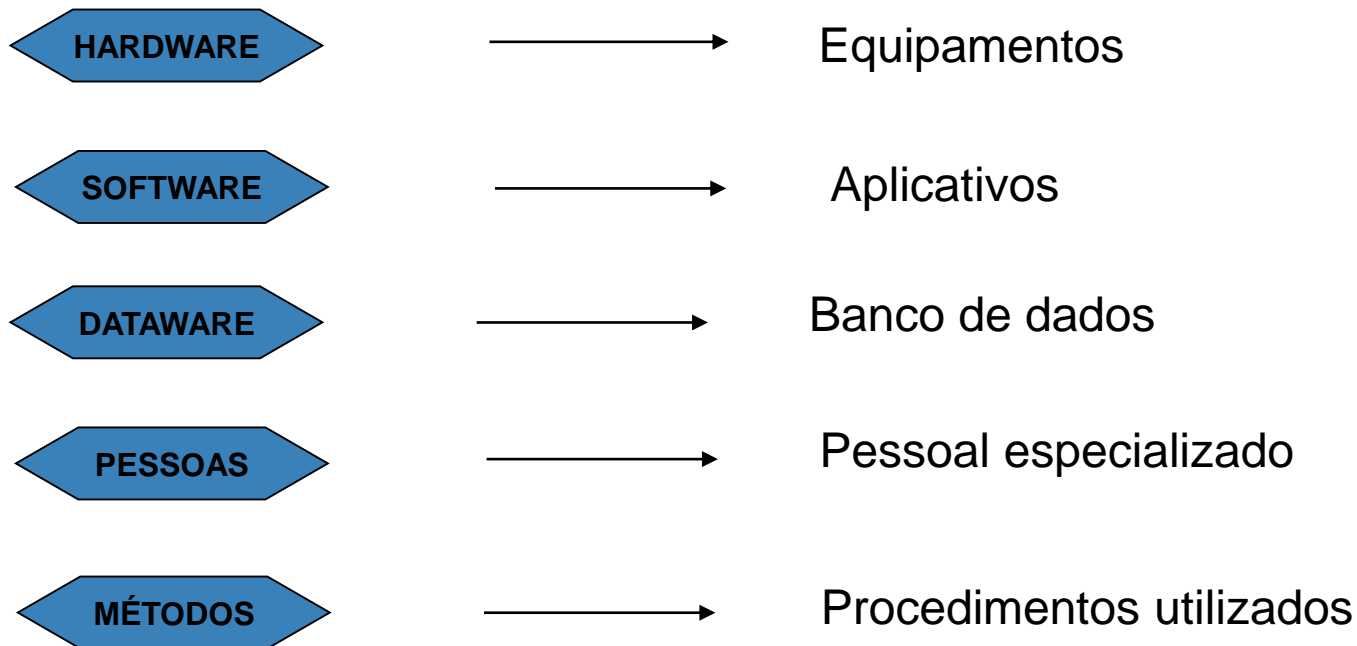 HARDWARE Equipamentos
SOFTWARE Aplicativos
DATAWARE Banco de dados
PESSOAS Pessoal especializado
MÉTODOS Procedimentos utilizados